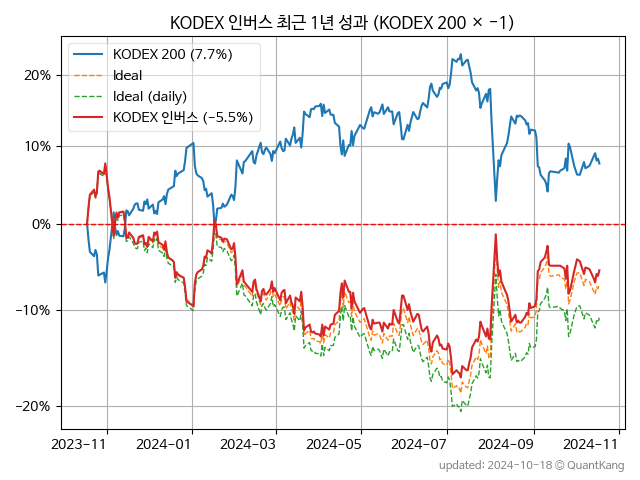 KODEX 인버스 최근 1년 성과 (KODEX 200 × −1)
KODEX 200 (7.7%)
Ideal
Ideal (daily)
KODEX 인버스 (−5.5%)
20%
10%
0%
−10%
−20%
2023−11 2024−01 2024−03 2024−05 2024−07 2024−09 2024−11
updated: 2024-10-18 © QuantKang